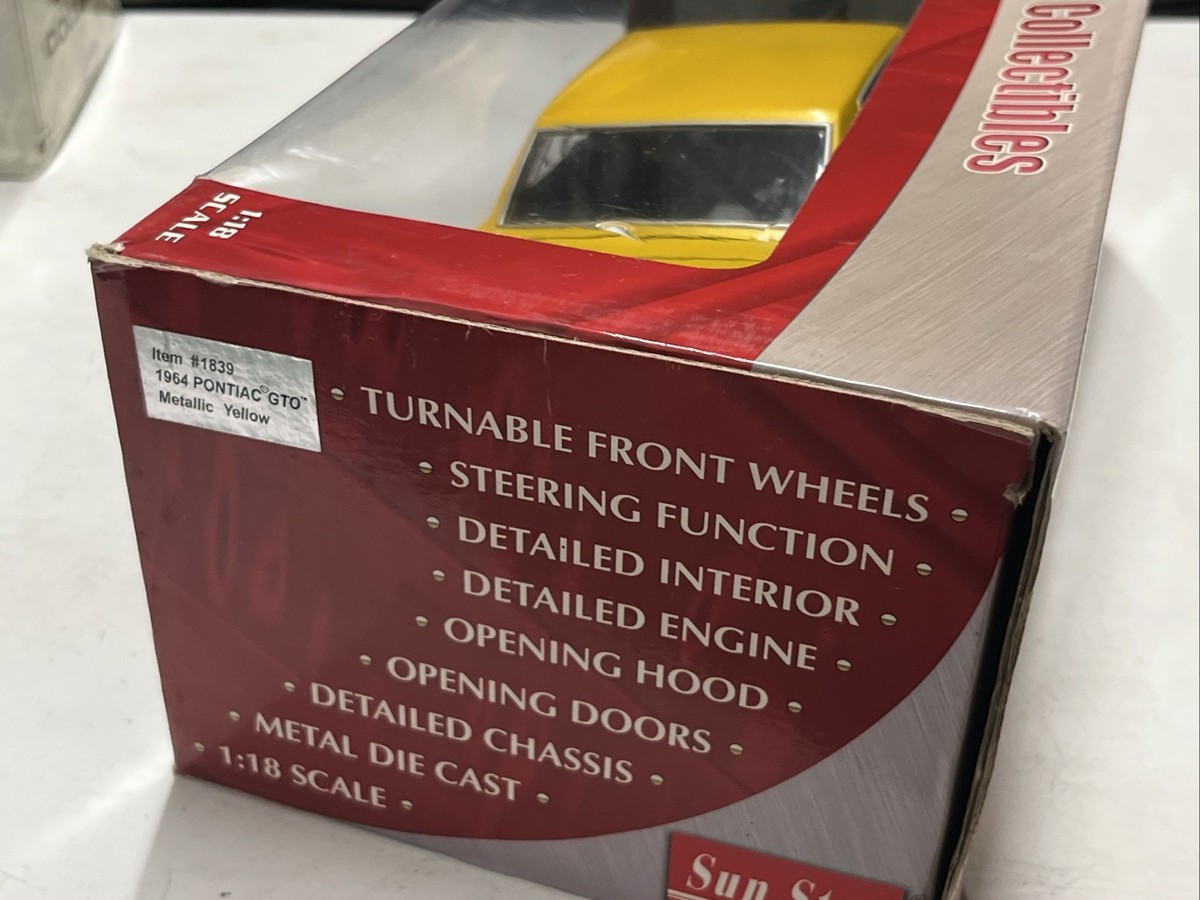 Collectibles
1:18
SCALE
Item #1839
1964 PONTIAC® GTO™
Metallic Yellow
• TURNABLE FRONT WHEELS •
• STEERING FUNCTION •
• DETAILED INTERIOR •
• DETAILED ENGINE •
• OPENING HOOD •
• OPENING DOORS •
• DETAILED CHASSIS •
• METAL DIE CAST •
• 1:18 SCALE •
Sun